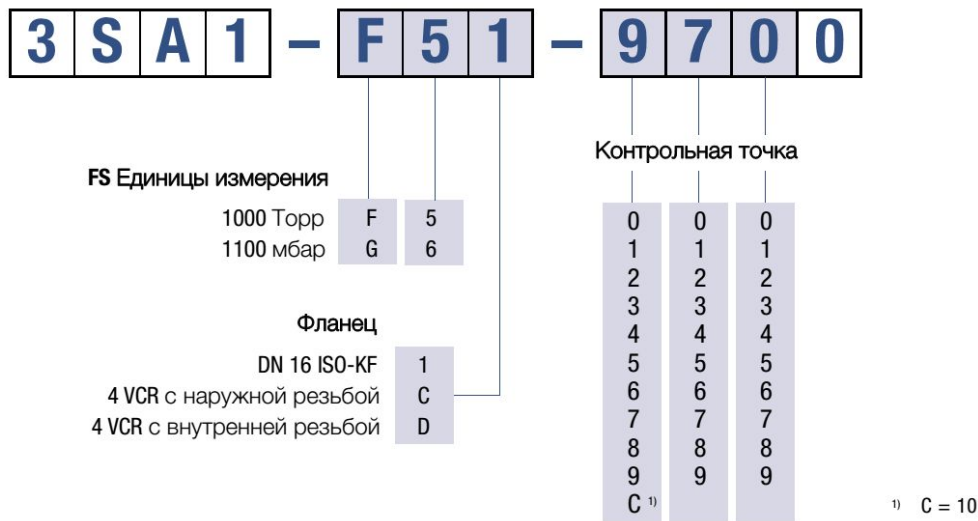 3SA1 – F51 – 9700
Контрольная точка
FS Единицы измерения
1000 Торр F 5
1100 мбар G 6
Фланец
DN 16 ISO-KF 1
4 VCR с наружной резьбой C
4 VCR с внутренней резьбой D
0 0 0
1 1 1
2 2 2
3 3 3
4 4 4
5 5 5
6 6 6
7 7 7
8 8 8
9 9 9
C 1)
1) C = 10